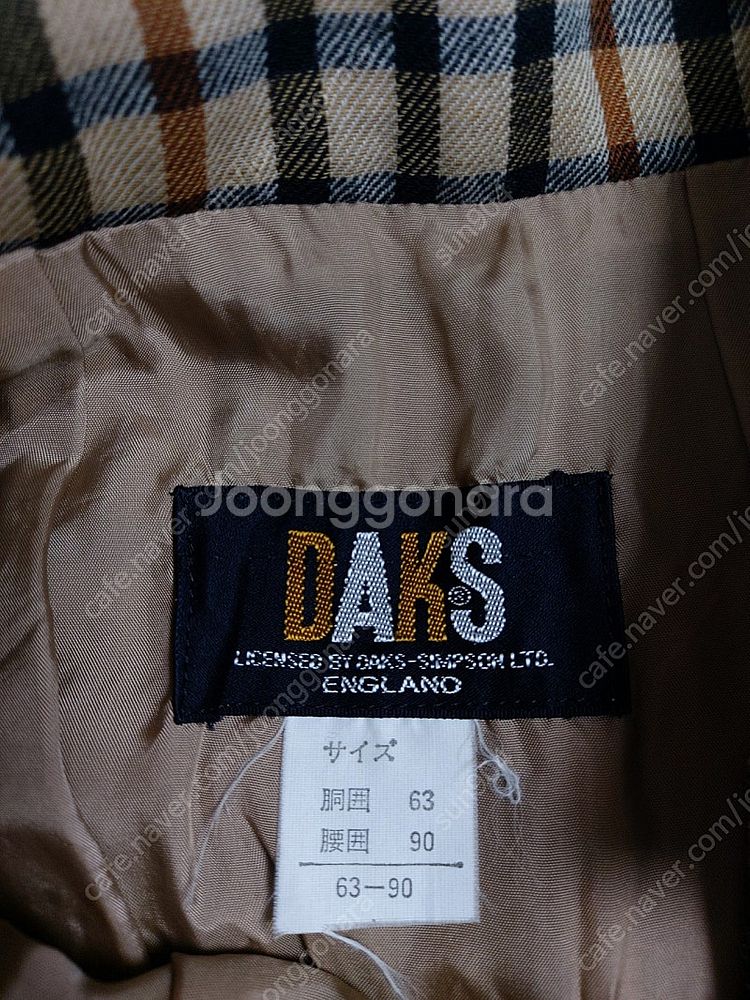 Joonggonara
DAKS®
LICENSED BY DAKS-SIMPSON LTD.
ENGLAND
サイズ
胴囲 63
腰囲 90
63-90
cafe.naver.com/joonggonara